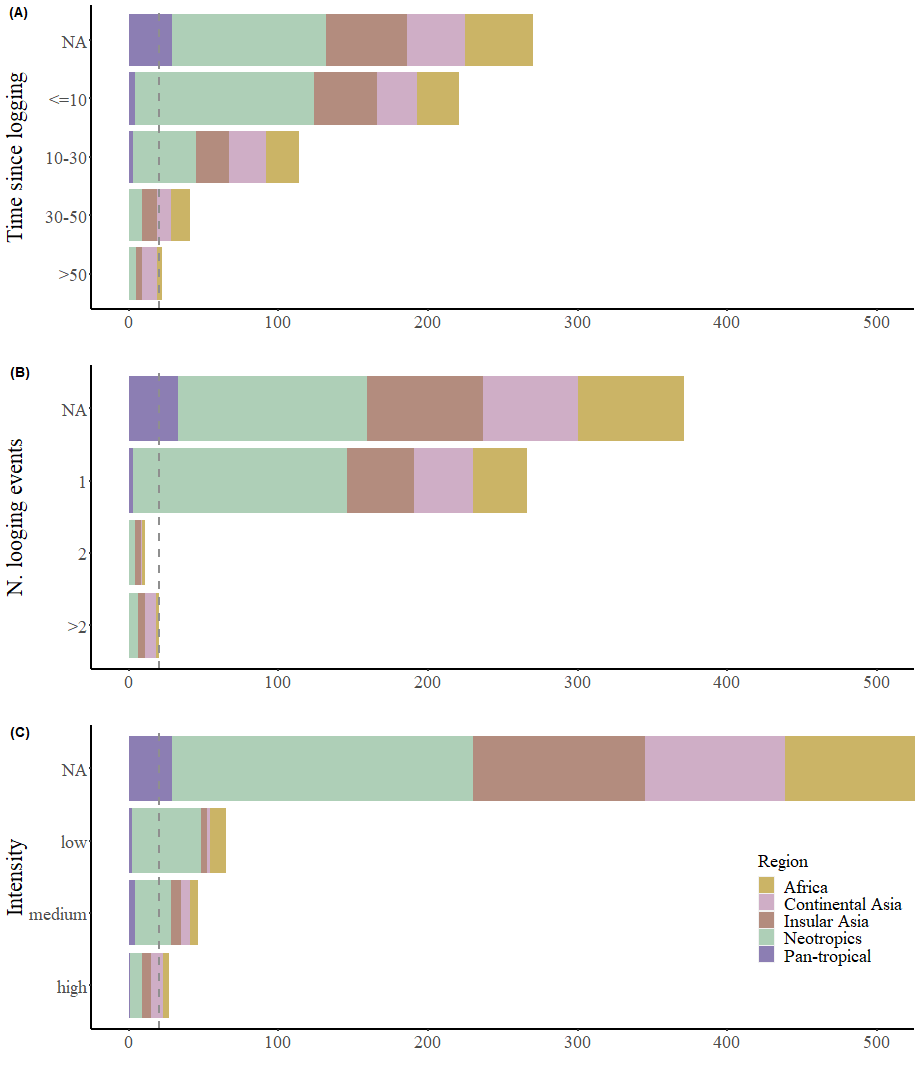 (A)
Time since logging
NA
<=10
10-30
30-50
>50
0 100 200 300 400 500
(B)
N. looging events
NA
1
2
>2
0 100 200 300 400 500
(C)
Intensity
NA
low
medium
high
Region
Africa
Continental Asia
Insular Asia
Neotropics
Pan-tropical
0 100 200 300 400 500